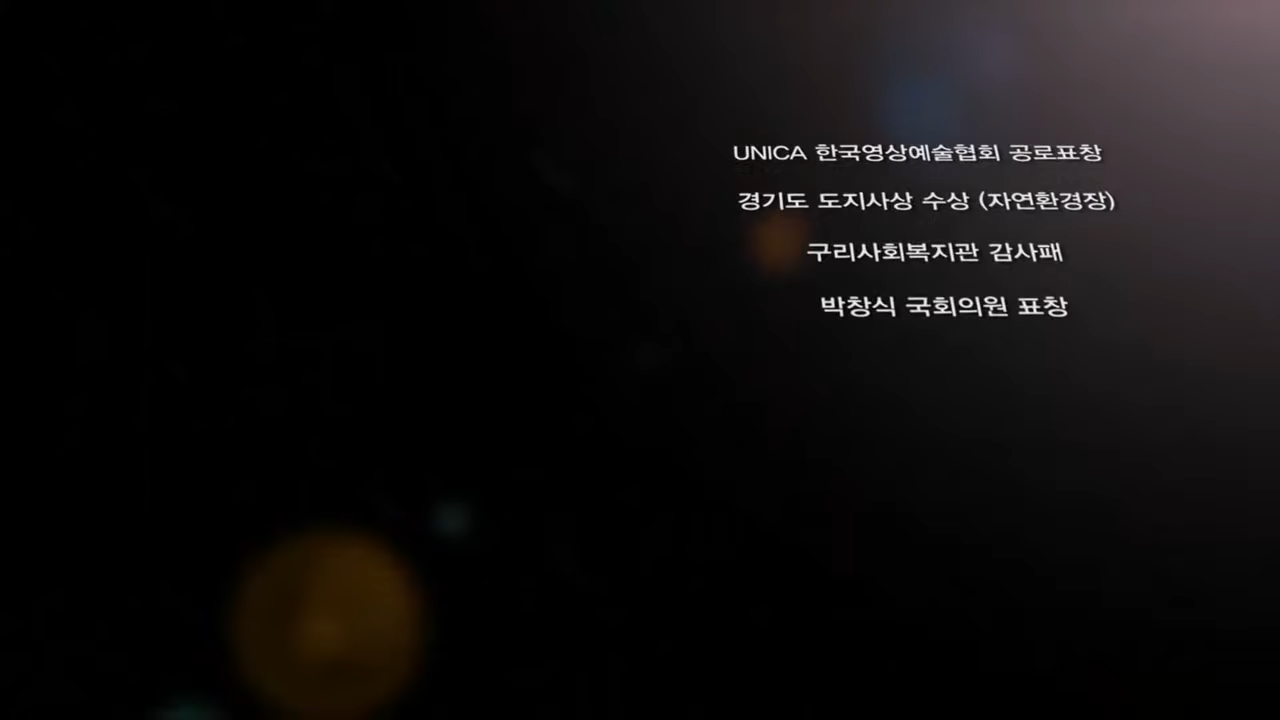 UNICA 한국영상예술협회 공로표창
경기도 도지사상 수상 (자연환경장)
구리사회복지관 감사패
박창식 국회의원 표창